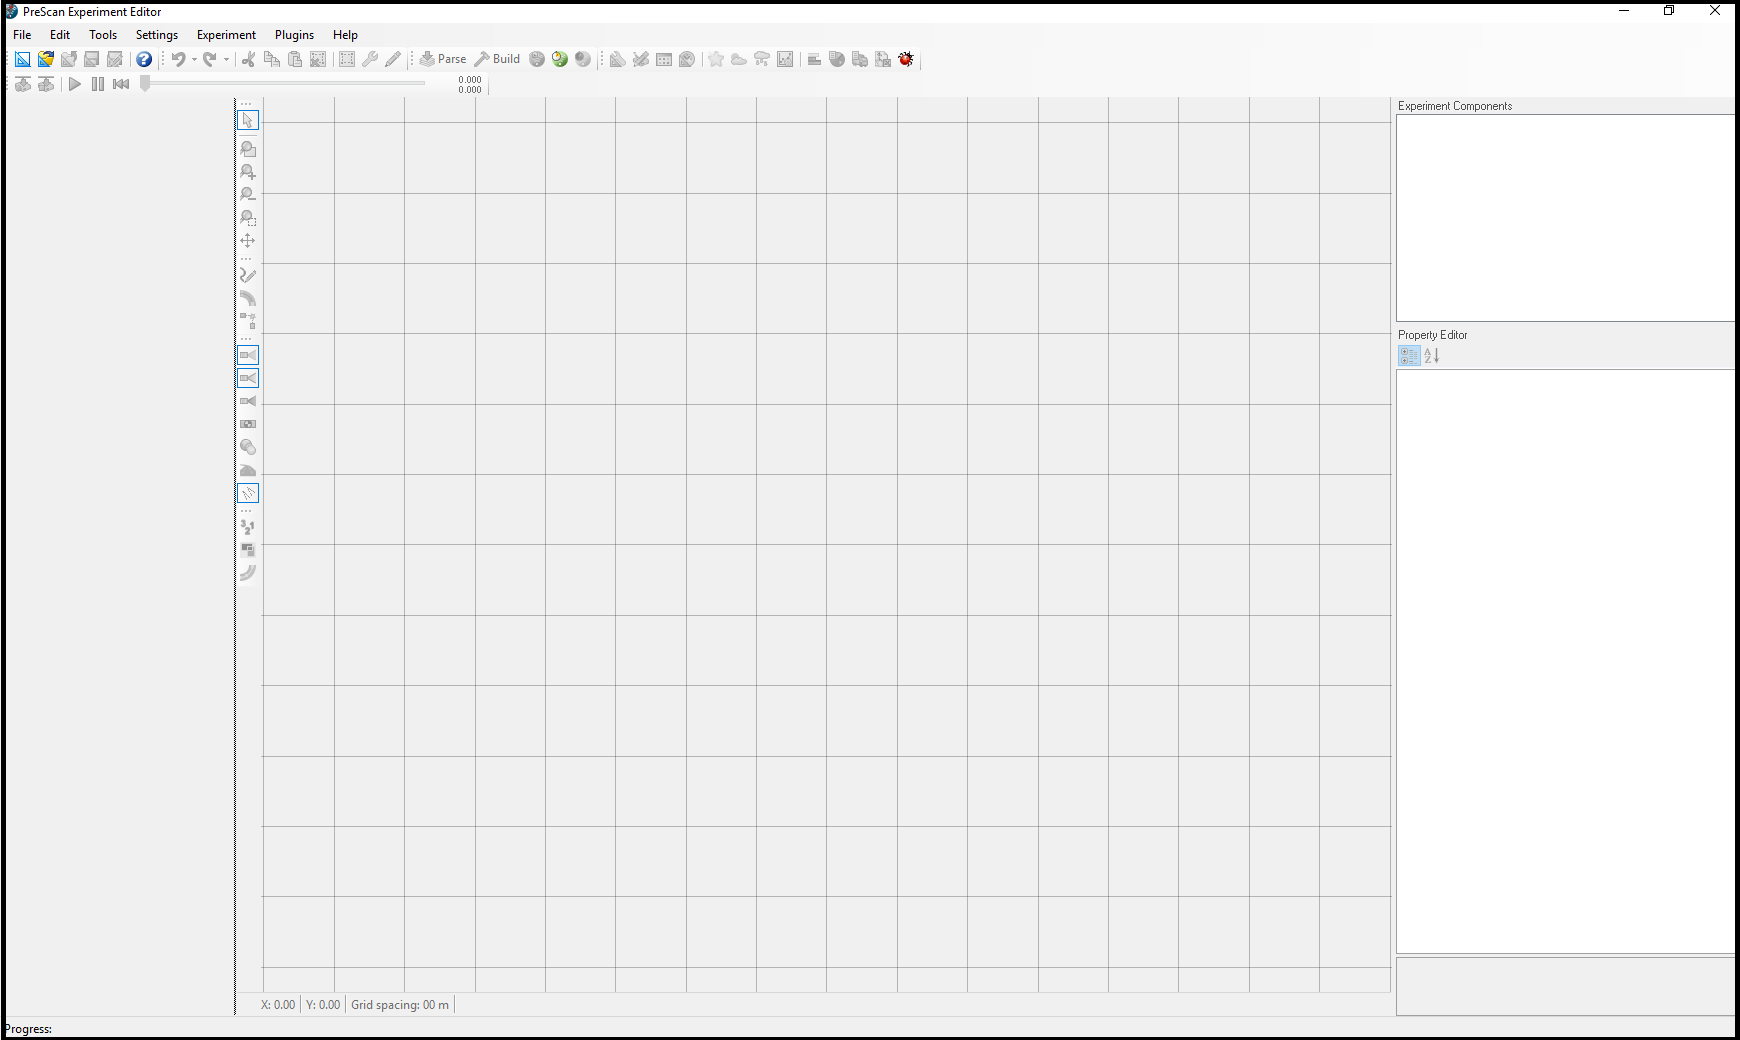 PreScan Experiment Editor
File Edit Tools Settings Experiment Plugins Help
Parse Build
0.000
0.000
Experiment Components
Property Editor
X: 0.00 Y: 0.00 Grid spacing: 00 m
Progress: